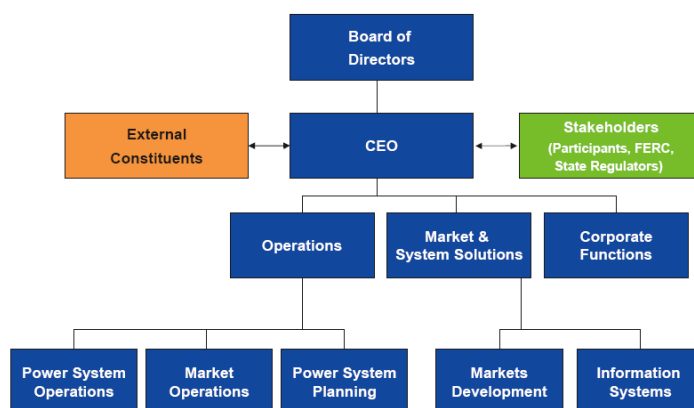 Board of
Directors
External
Constituents
CEO
Stakeholders
(Participants, FERC,
State Regulators)
Operations
Market &
System Solutions
Corporate
Functions
Power System
Operations
Market
Operations
Power System
Planning
Markets
Development
Information
Systems